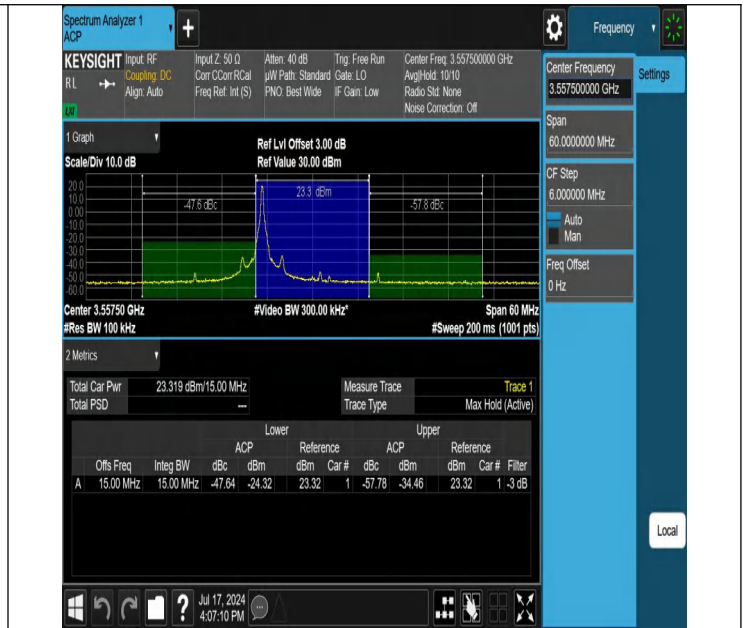 Spectrum Analyzer 1
ACP
+
Frequency
KEYSIGHT
RL
LXI
Input: RF
Coupling: DC
Align: Auto
Input Z: 50 Ω
Corr CCorr RCal
Freq Ref: Int (S)
Atten: 40 dB
µW Path: Standard
PNO: Best Wide
Trig: Free Run
Gate: LO
IF Gain: Low
Center Freq: 3.557500000 GHz
Avg|Hold: 10/10
Radio Std: None
Noise Correction: Off
Center Frequency
3.557500000 GHz
Settings
Span
60.0000000 MHz
CF Step
6.000000 MHz
Auto
Man
Freq Offset
0 Hz
1 Graph
Scale/Div 10.0 dB
Ref Lvl Offset 3.00 dB
Ref Value 30.00 dBm
20.0
10.0
0.00
-10.0
-20.0
-30.0
-40.0
-50.0
-60.0
-47.6 dBc
23.3 dBm
-57.8 dBc
Center 3.55750 GHz
#Video BW 300.00 kHz*
Span 60 MHz
#Res BW 100 kHz
#Sweep 200 ms (1001 pts)
2 Metrics
Total Car Pwr 23.319 dBm/15.00 MHz
Total PSD ---
Measure Trace Trace 1
Trace Type Max Hold (Active)
Lower Upper
ACP Reference ACP Reference
Offs Freq Integ BW dBc dBm dBm Car # dBc dBm dBm Car # Filter
A 15.00 MHz 15.00 MHz -47.64 -24.32 23.32 1 -57.78 -34.46 23.32 1 -3 dB
Local
?
Jul 17, 2024
4:07:10 PM